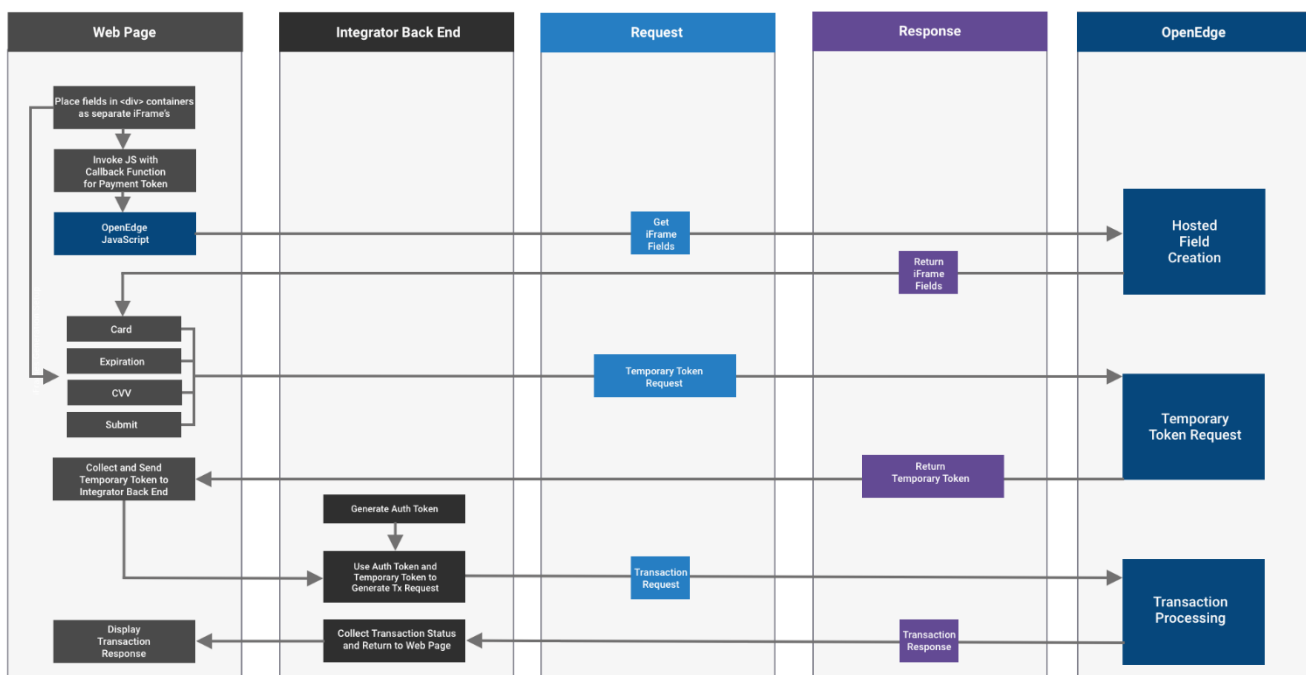 Web Page
Integrator Back End
Request
Response
OpenEdge
Place fields in <div> containers
as separate iFrame's
Invoke JS with
Callback Function
for Payment Token
OpenEdge
JavaScript
Get
iFrame
Fields
Hosted
Field
Creation
Return
iFrame
Fields
Card
Expiration
CVV
Submit
Temporary Token
Request
Temporary
Token Request
Return
Temporary Token
Collect and Send
Temporary Token to
Integrator Back End
Generate Auth Token
Use Auth Token and
Temporary Token to
Generate Tx Request
Transaction
Request
Transaction
Processing
Transaction
Response
Collect Transaction Status
and Return to Web Page
Display
Transaction
Response